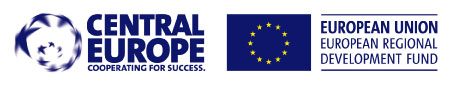 CENTRAL
EUROPE
COOPERATING FOR SUCCESS.
EUROPEAN UNION
EUROPEAN REGIONAL
DEVELOPMENT FUND